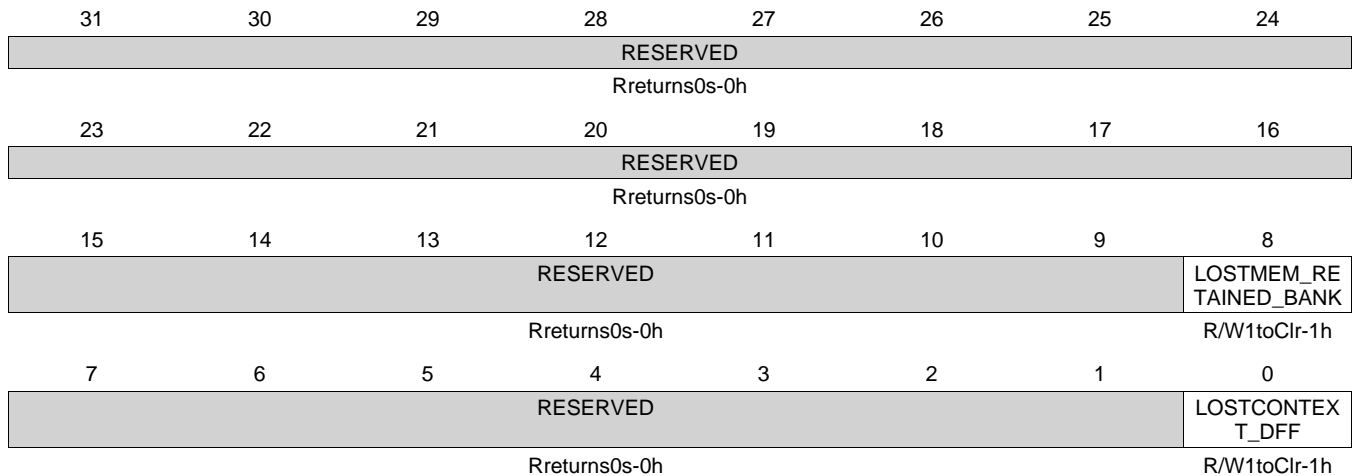 31 30 29 28 27 26 25 24
RESERVED
Rreturns0s-0h
23 22 21 20 19 18 17 16
RESERVED
Rreturns0s-0h
15 14 13 12 11 10 9 8
RESERVED LOSTMEM_RE
TAINED_BANK
Rreturns0s-0h R/W1toClr-1h
7 6 5 4 3 2 1 0
RESERVED LOSTCONTEX
T_DFF
Rreturns0s-0h R/W1toClr-1h